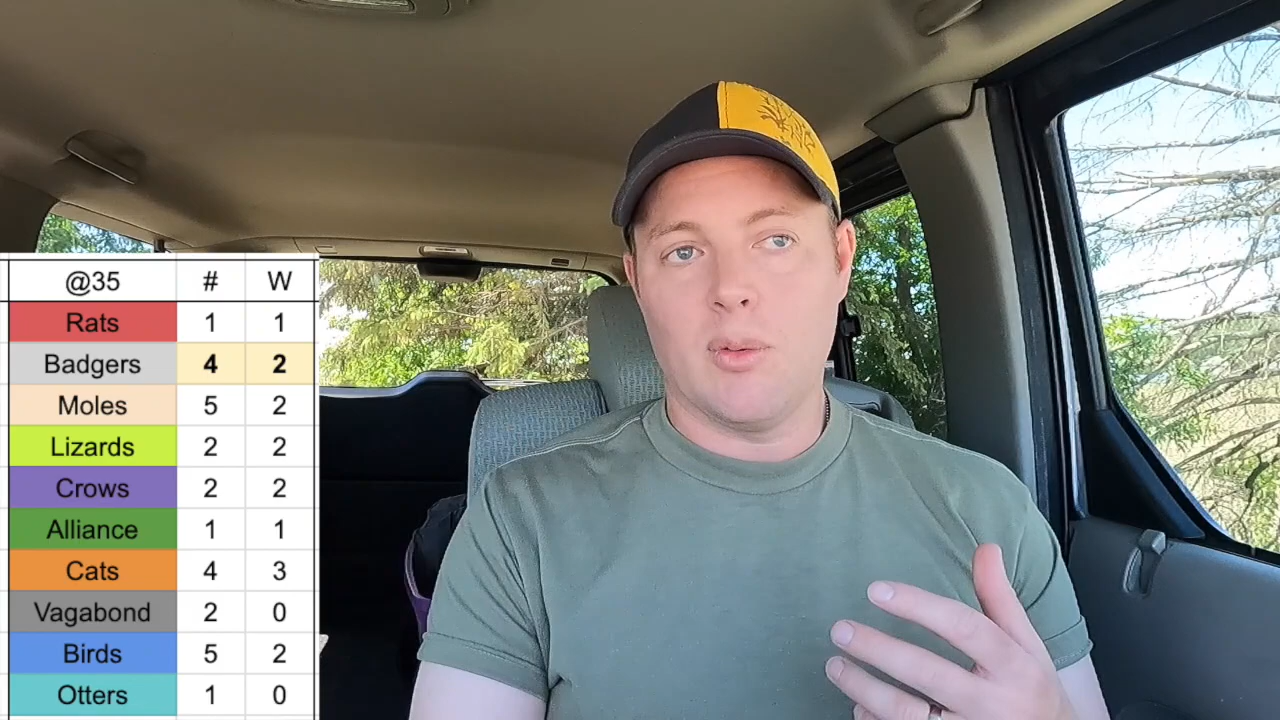 @35 # W
Rats 1 1
Badgers 4 2
Moles 5 2
Lizards 2 2
Crows 2 2
Alliance 1 1
Cats 4 3
Vagabond 2 0
Birds 5 2
Otters 1 0